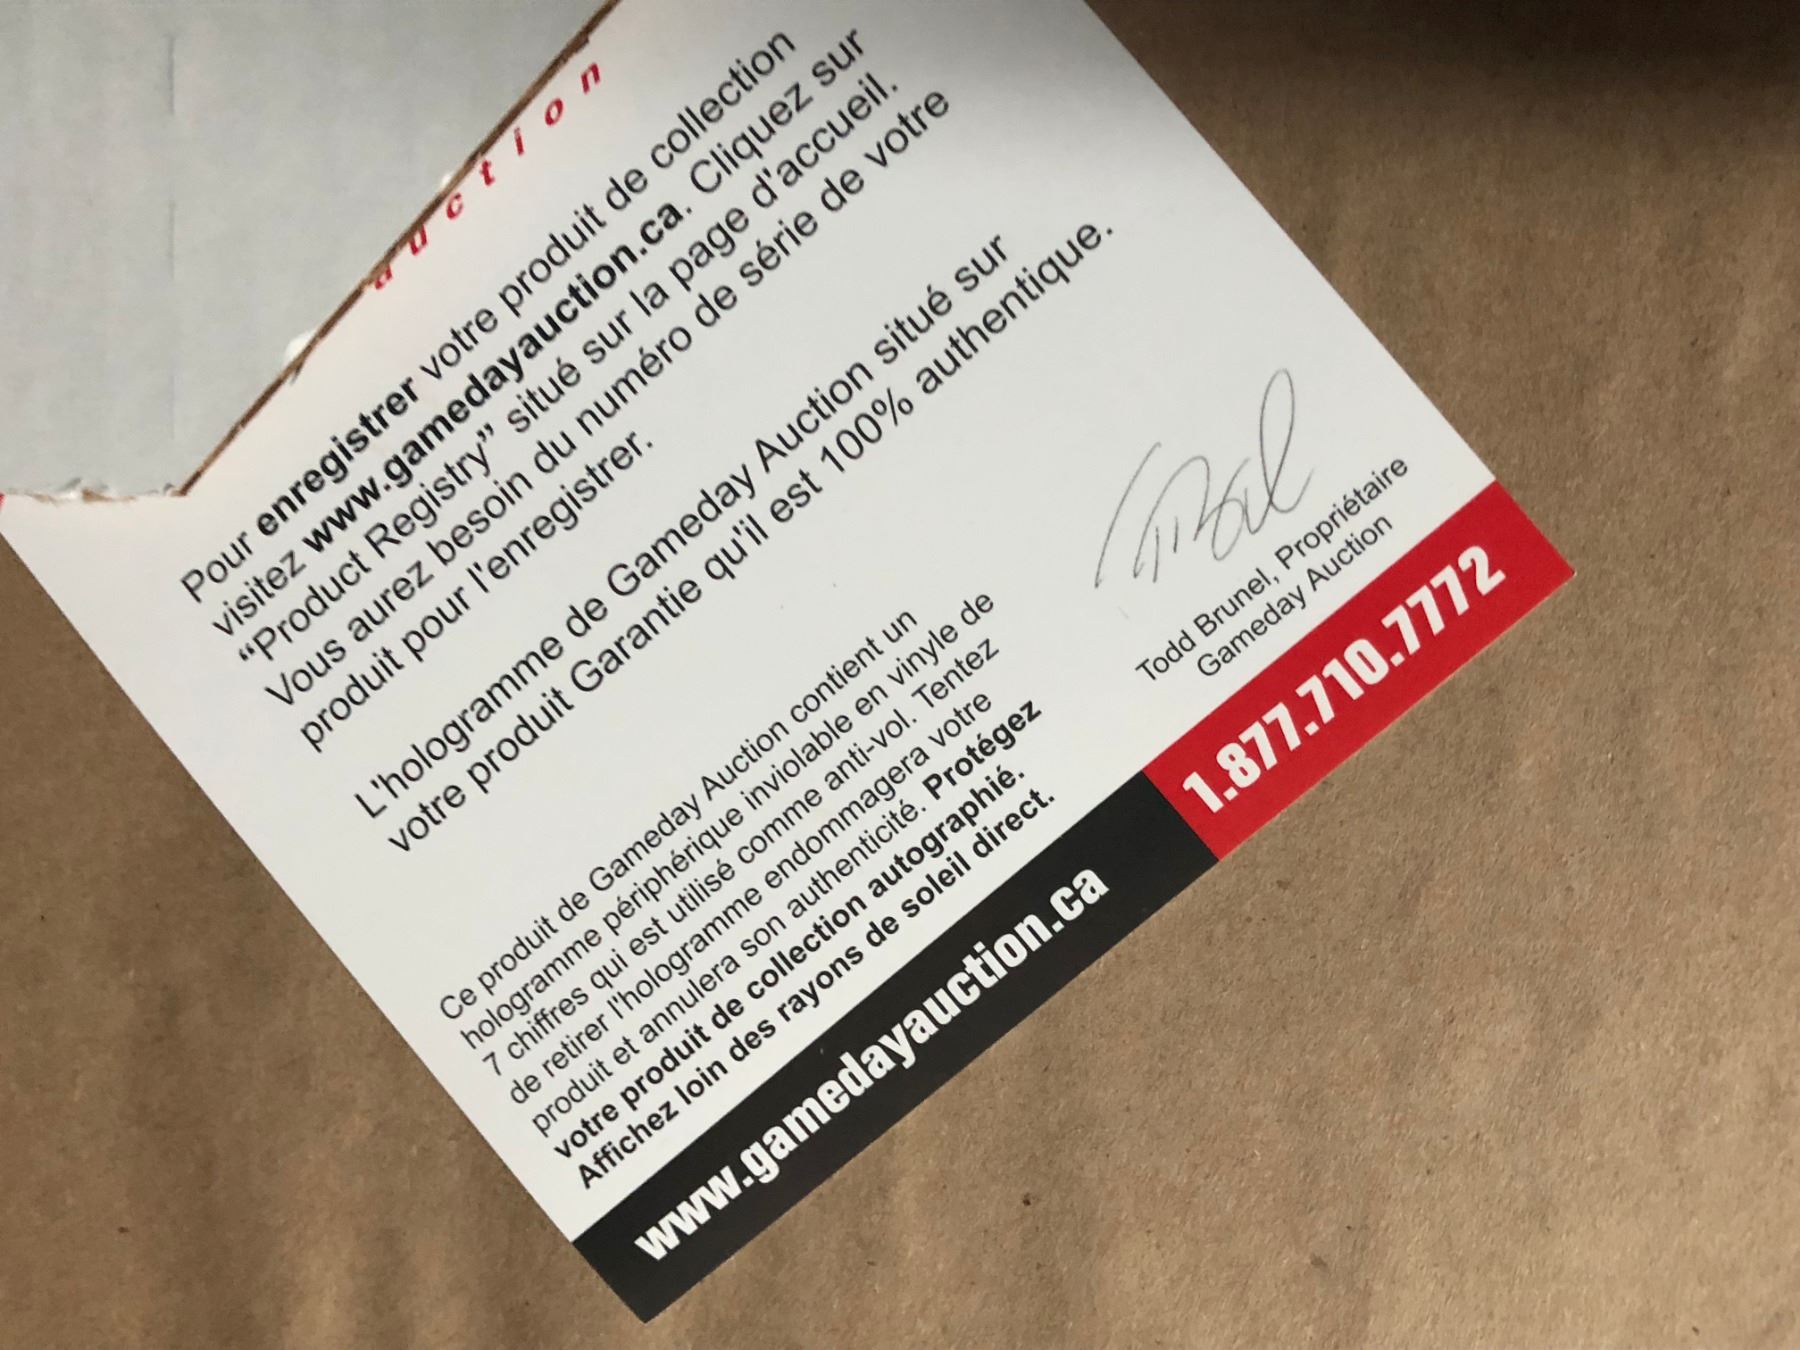 auction
Pour enregistrer votre produit de collection
visitez www.gamedayauction.ca. Cliquez sur
“Product Registry” situé sur la page d'accueil.
Vous aurez besoin du numéro de série de votre
produit pour l'enregistrer.
L'hologramme de Gameday Auction situé sur
votre produit Garantie qu'il est 100% authentique.
Ce produit de Gameday Auction contient un
hologramme périphérique inviolable en vinyle de
7 chiffres qui est utilisé comme anti-vol. Tentez
de retirer l'hologramme endommagera votre
produit et annulera son authenticité. Protégez
votre produit de collection autographié.
Affichez loin des rayons de soleil direct.
Todd Brunel, Propriétaire
Gameday Auction
www.gamedayauction.ca
1.877.710.7772